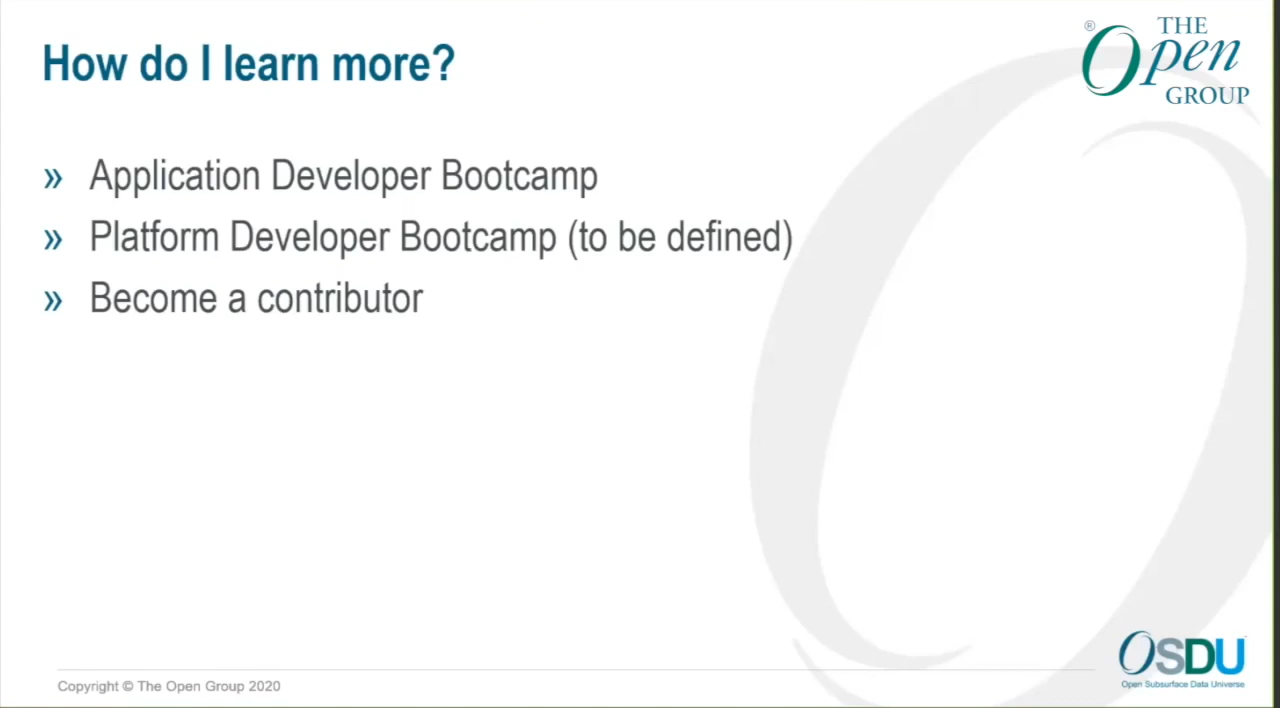 How do I learn more?
® THE
Open
GROUP
» Application Developer Bootcamp
» Platform Developer Bootcamp (to be defined)
» Become a contributor
Copyright © The Open Group 2020
OSDU
Open Subsurface Data Universe